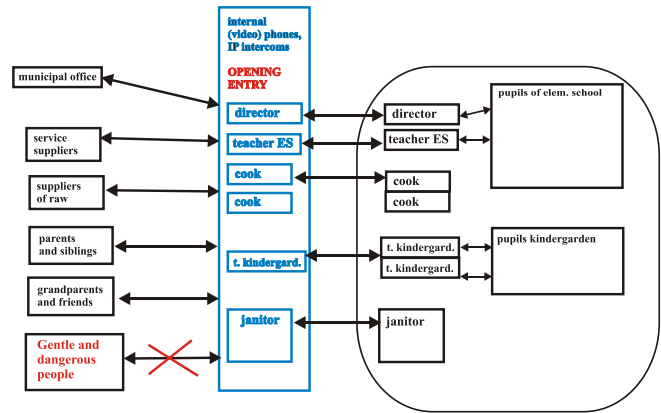 internal
(video) phones,
IP intercoms
OPENING
ENTRY
municipal office
service
suppliers
suppliers
of raw
parents
and siblings
grandparents
and friends
Gentle and
dangerous
people
director
teacher ES
cook
cook
t. kindergard.
janitor
director
teacher ES
cook
cook
t. kindergard.
t. kindergard.
janitor
pupils of elem. school
pupils kindergarden